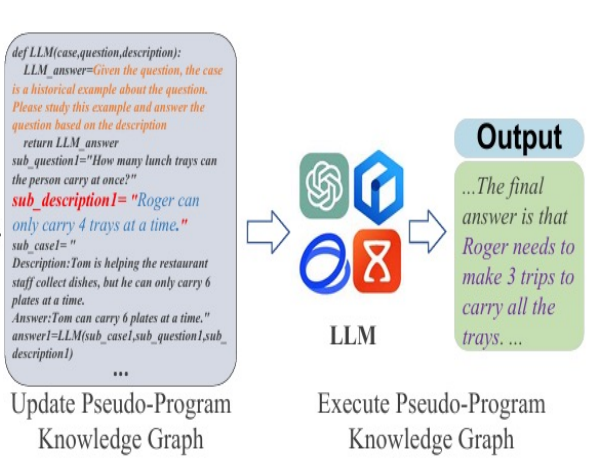 def LLM(case,question,description):
LLM_answer=Given the question, the case
is a historical example about the question.
Please study this example and answer the
question based on the description
return LLM_answer
sub_question1="How many lunch trays can
the person carry at once?"
sub_description1= "Roger can
only carry 4 trays at a time."
sub_case1= "
Description:Tom is helping the restaurant
staff collect dishes, but he can only carry 6
plates at a time.
Answer:Tom can carry 6 plates at a time."
answer1=LLM(sub_case1,sub_question1,sub_
description1)
...
Update Pseudo-Program
Knowledge Graph
LLM
Execute Pseudo-Program
Knowledge Graph
Output
...The final
answer is that
Roger needs to
make 3 trips to
carry all the
trays. ...